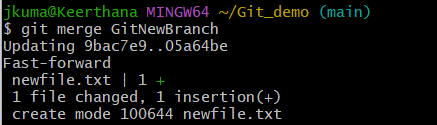 jkuma@Keerthana MINGW64 ~/Git_demo (main)
$ git merge GitNewBranch
Updating 9bac7e9..05a64be
Fast-forward
 newfile.txt | 1 +
 1 file changed, 1 insertion(+)
 create mode 100644 newfile.txt